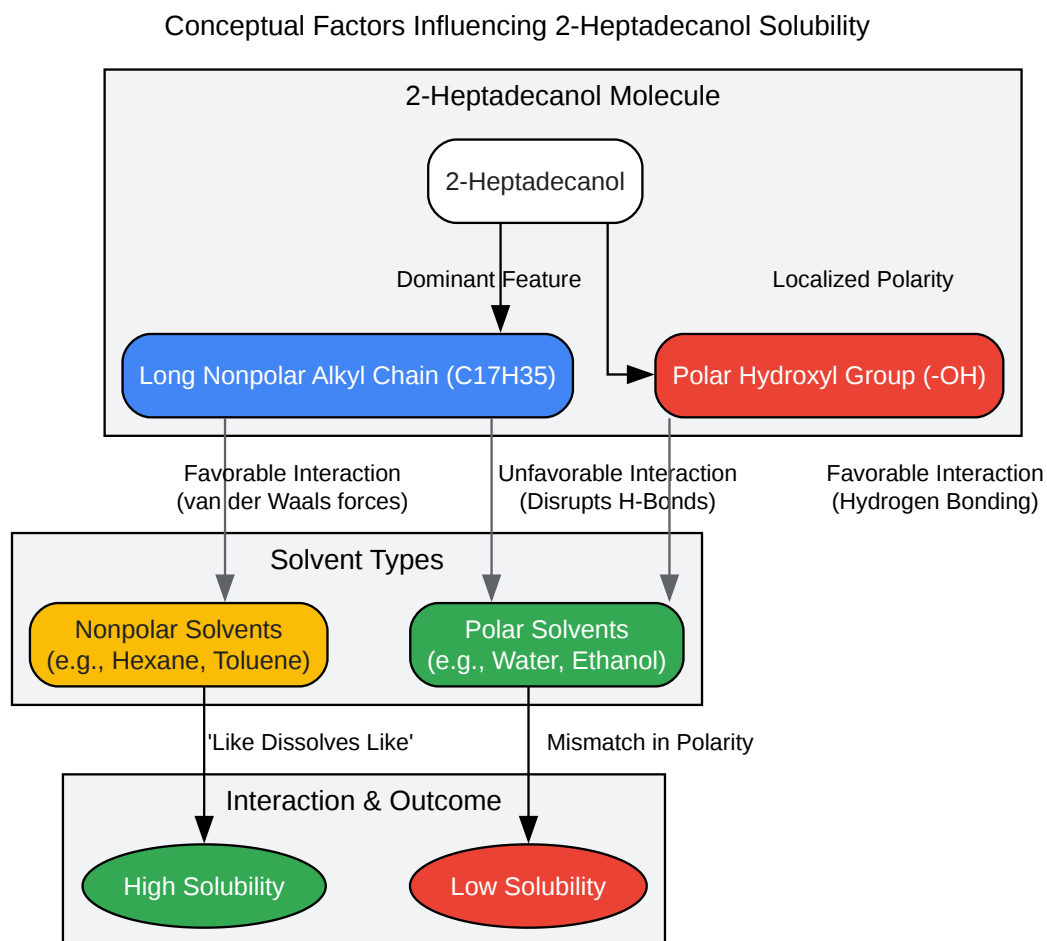 Conceptual Factors Influencing 2-Heptadecanol Solubility
2-Heptadecanol Molecule
2-Heptadecanol
Dominant Feature
Localized Polarity
Long Nonpolar Alkyl Chain (C17H35)
Polar Hydroxyl Group (-OH)
Favorable Interaction
(van der Waals forces)
Unfavorable Interaction
(Disrupts H-Bonds)
Favorable Interaction
(Hydrogen Bonding)
Solvent Types
Nonpolar Solvents
(e.g., Hexane, Toluene)
Polar Solvents
(e.g., Water, Ethanol)
'Like Dissolves Like'
Mismatch in Polarity
Interaction & Outcome
High Solubility
Low Solubility